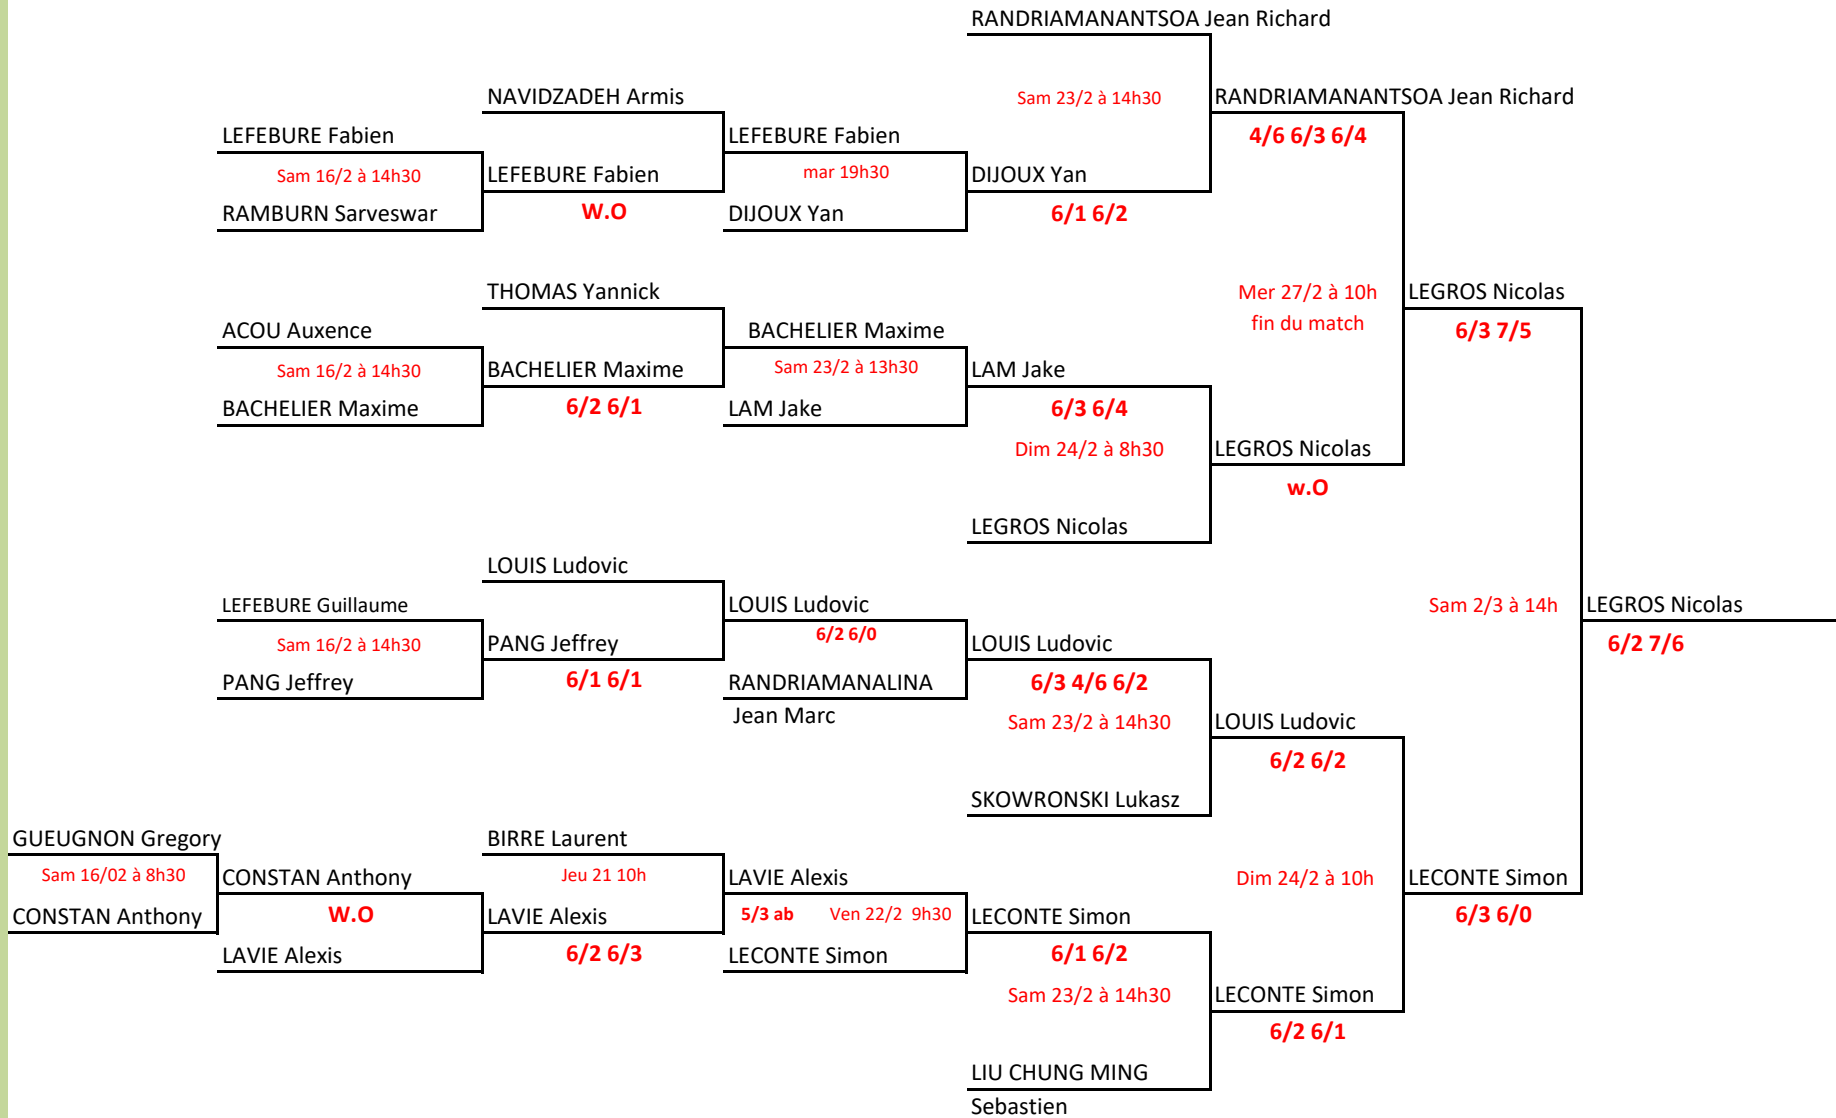 RANDRIAMANANTSOA Jean Richard
NAVIDZADEH Armis
Sam 23/2 à 14h30
RANDRIAMANANTSOA Jean Richard
LEFEBURE Fabien
LEFEBURE Fabien
4/6 6/3 6/4
Sam 16/2 à 14h30
LEFEBURE Fabien
mar 19h30
DIJOUX Yan
RAMBURN Sarveswar
W.O
DIJOUX Yan
6/1 6/2
THOMAS Yannick
Mer 27/2 à 10h
LEGROS Nicolas
fin du match
ACOU Auxence
BACHELIER Maxime
6/3 7/5
Sam 16/2 à 14h30
BACHELIER Maxime
Sam 23/2 à 13h30
LAM Jake
BACHELIER Maxime
6/2 6/1
LAM Jake
6/3 6/4
Dim 24/2 à 8h30
LEGROS Nicolas
w.O
LEGROS Nicolas
LOUIS Ludovic
LEFEBURE Guillaume
LOUIS Ludovic
Sam 2/3 à 14h
LEGROS Nicolas
Sam 16/2 à 14h30
PANG Jeffrey
6/2 6/0
LOUIS Ludovic
6/2 7/6
PANG Jeffrey
6/1 6/1
RANDRIAMANALINA
6/3 4/6 6/2
Jean Marc
Sam 23/2 à 14h30
LOUIS Ludovic
6/2 6/2
SKOWRONSKI Lukasz
GUEUGNON Gregory
BIRRE Laurent
Sam 16/02 à 8h30
CONSTAN Anthony
Jeu 21 10h
LAVIE Alexis
Dim 24/2 à 10h
LECONTE Simon
CONSTAN Anthony
W.O
LAVIE Alexis
5/3 ab
Ven 22/2 9h30
LECONTE Simon
6/3 6/0
LAVIE Alexis
6/2 6/3
LECONTE Simon
6/1 6/2
Sam 23/2 à 14h30
LECONTE Simon
6/2 6/1
LIU CHUNG MING
Sebastien